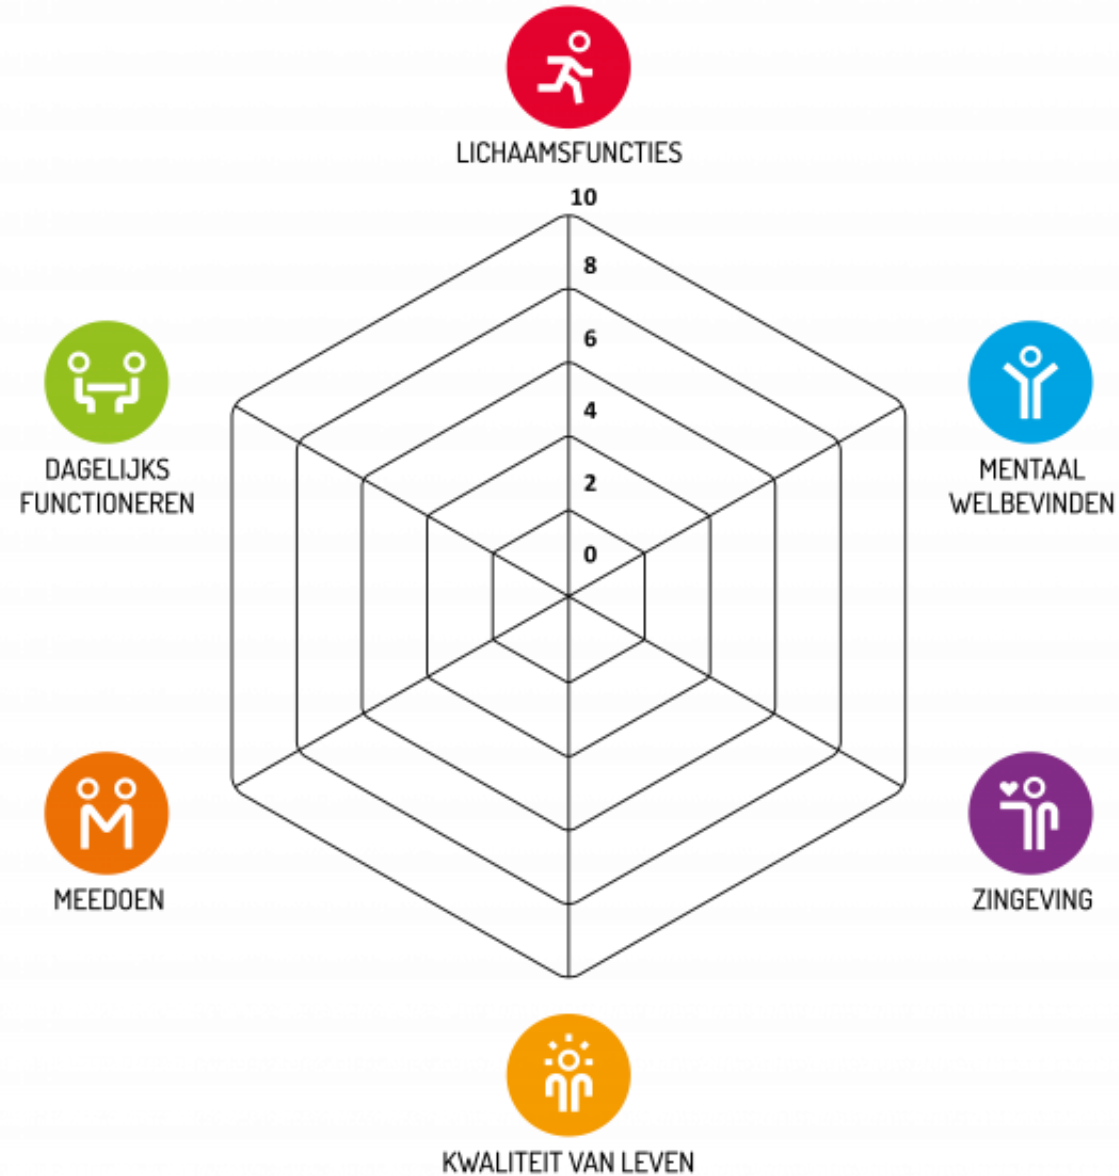 LICHAAMSFUNCTIES
10
8
6
4
2
0
DAGELIJKS
FUNCTIONEREN
MENTAAL
WELBEVINDEN
MEEDOEN
ZINGEVING
KWALITEIT VAN LEVEN